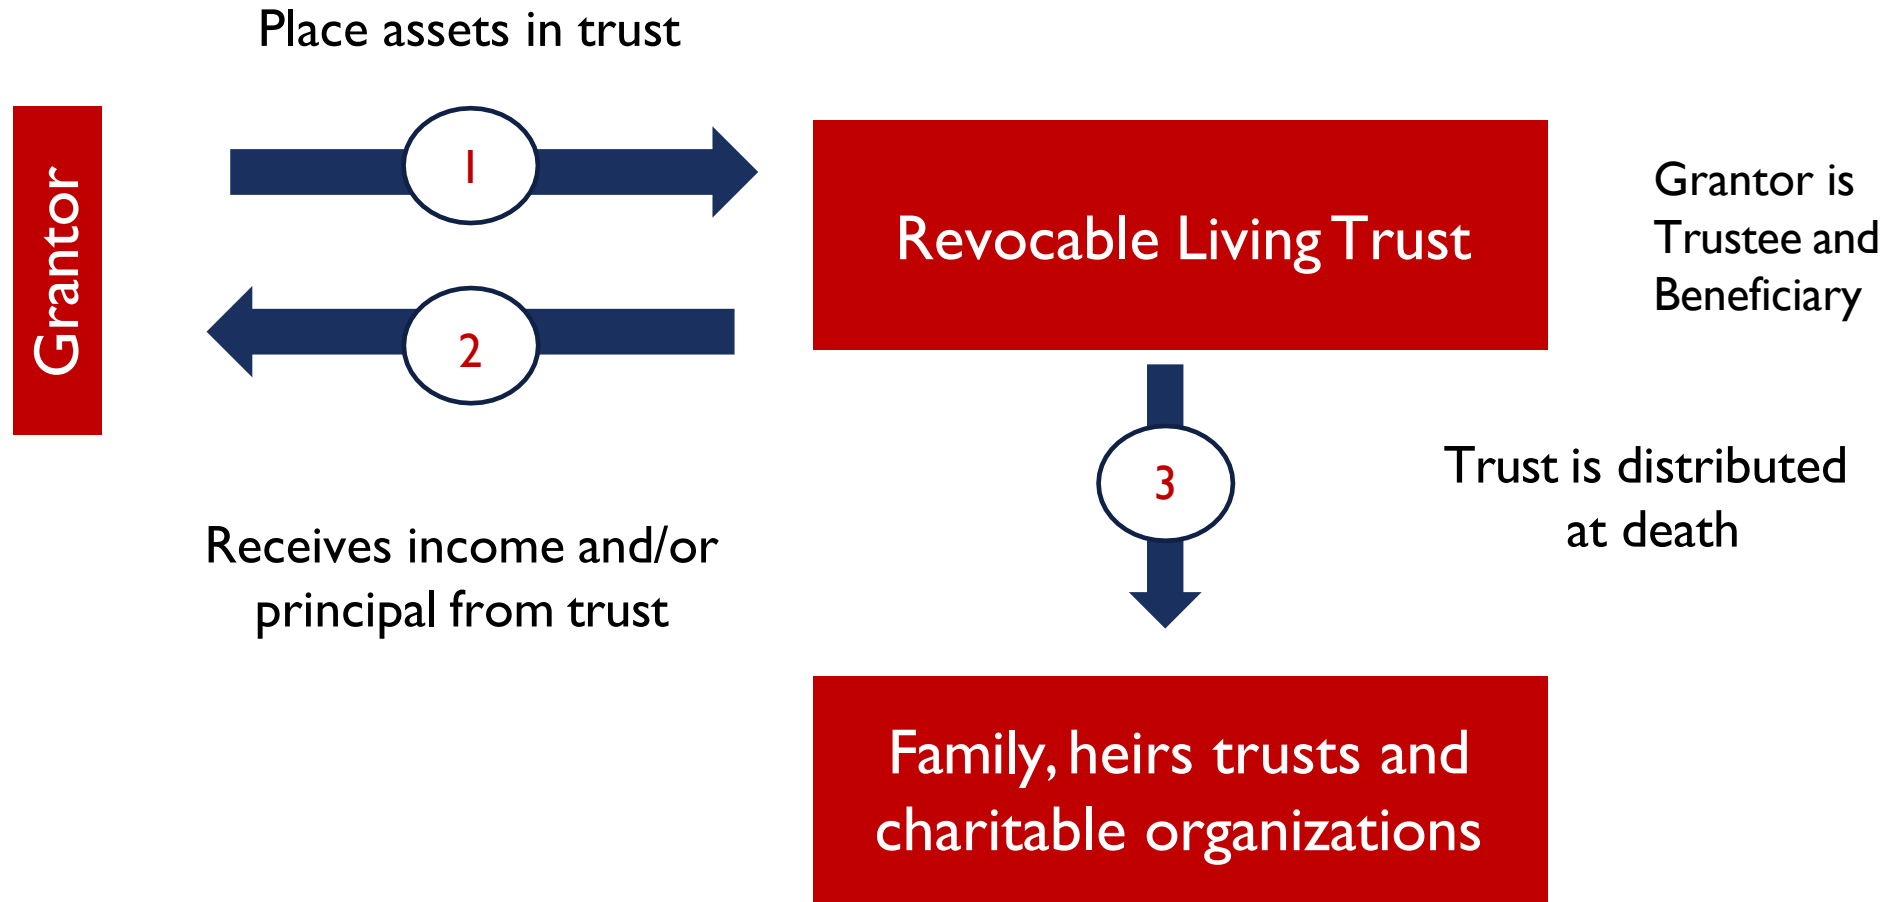 Place assets in trust
Grantor
1
Revocable Living Trust
Grantor is
Trustee and
Beneficiary
2
3
Trust is distributed
at death
Receives income and/or
principal from trust
Family, heirs trusts and
charitable organizations